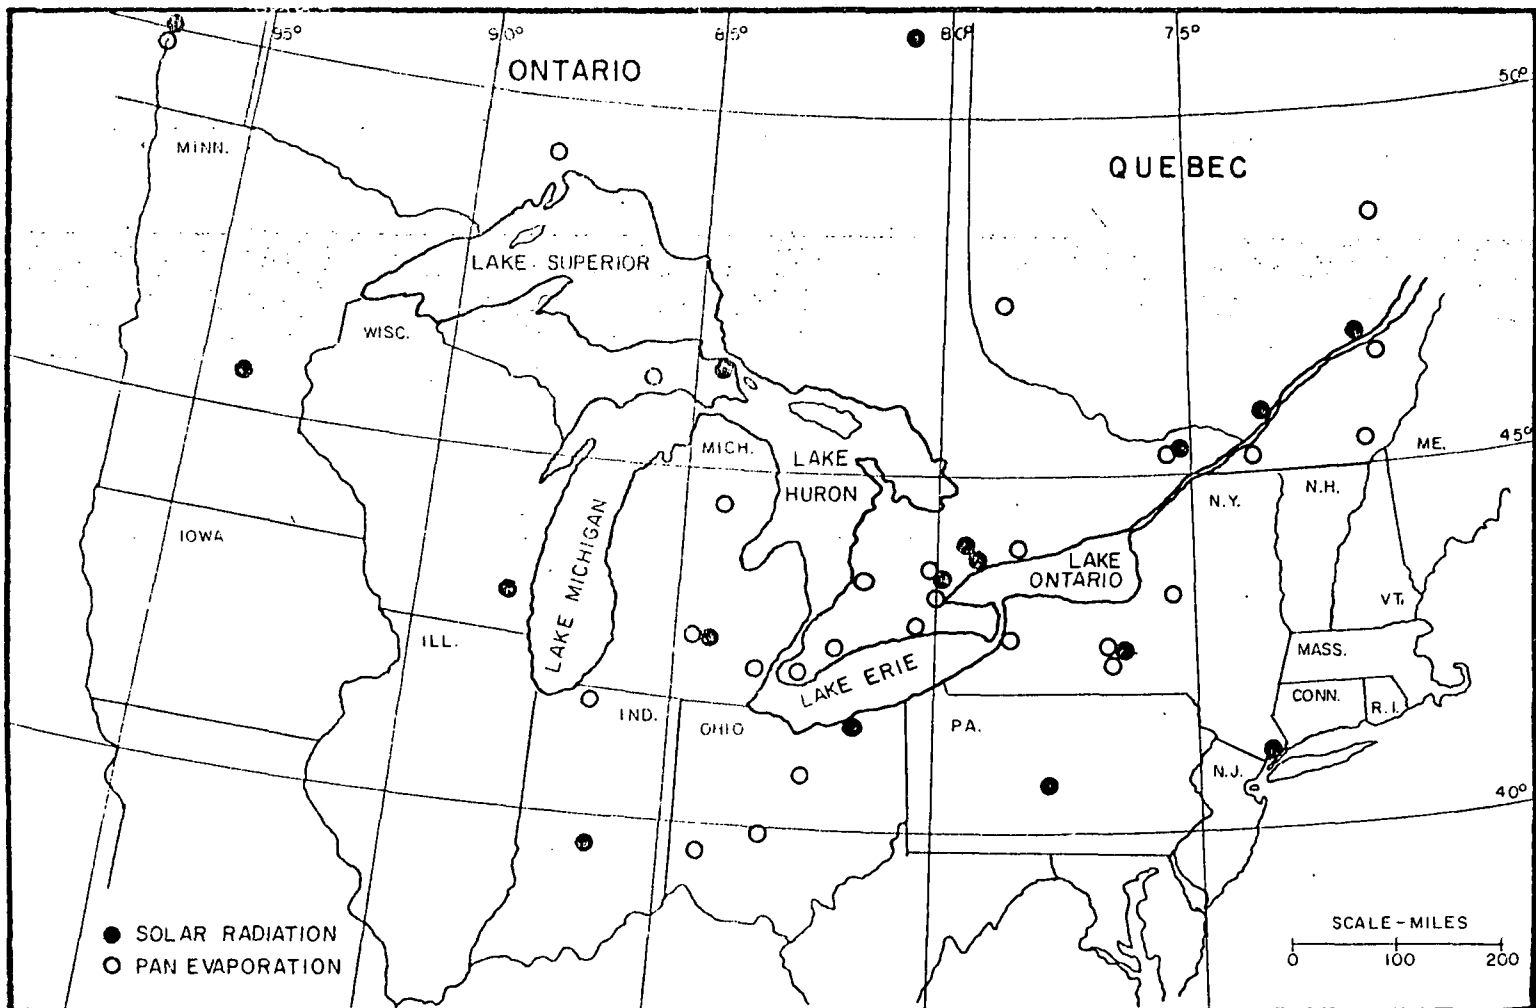 95°
90°
85°
80°
75°
50°
ONTARIO
MINN.
QUEBEC
LAKE SUPERIOR
WISC.
MICH.
LAKE
HURON
45°
ME.
N.Y.
N.H.
IOWA
LAKE MICHIGAN
LAKE
ONTARIO
VT.
ILL.
MASS.
LAKE ERIE
CONN.
R.I.
IND.
OHIO
PA.
N.J.
40°
SOLAR RADIATION
PAN EVAPORATION
SCALE-MILES
0 100 200